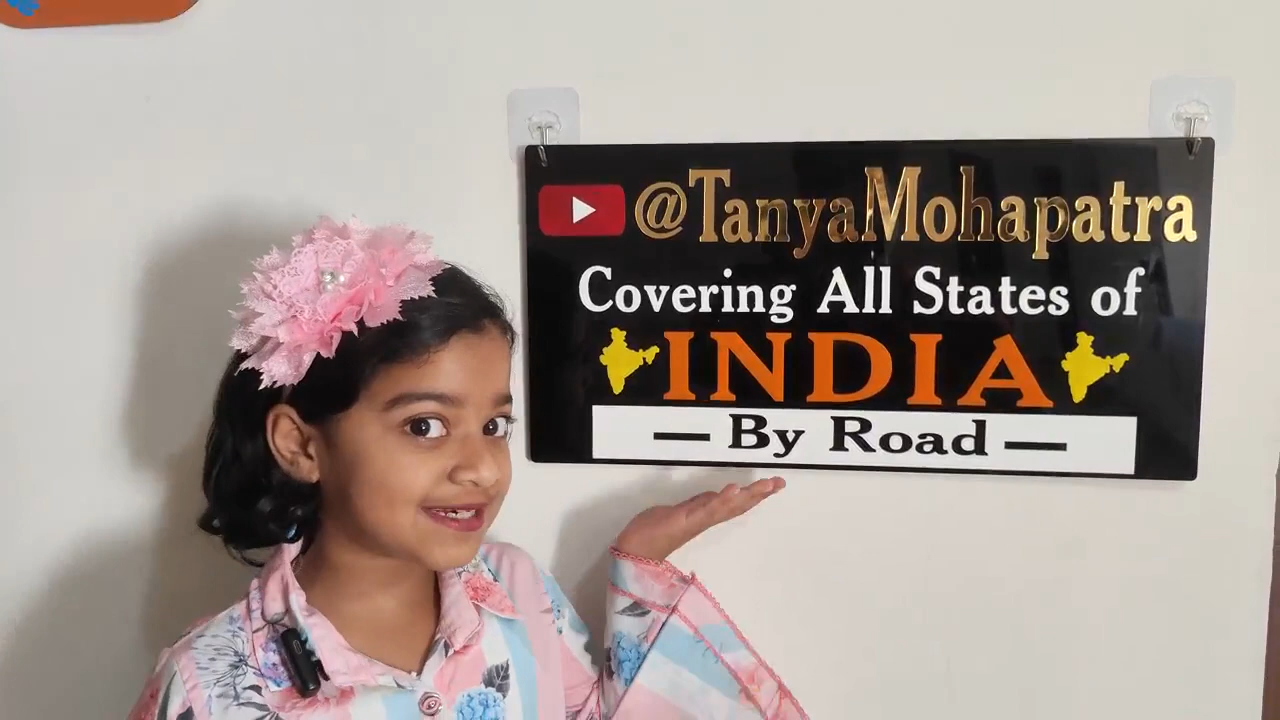 @TanyaMohapatra
Covering All States of
INDIA
— By Road —